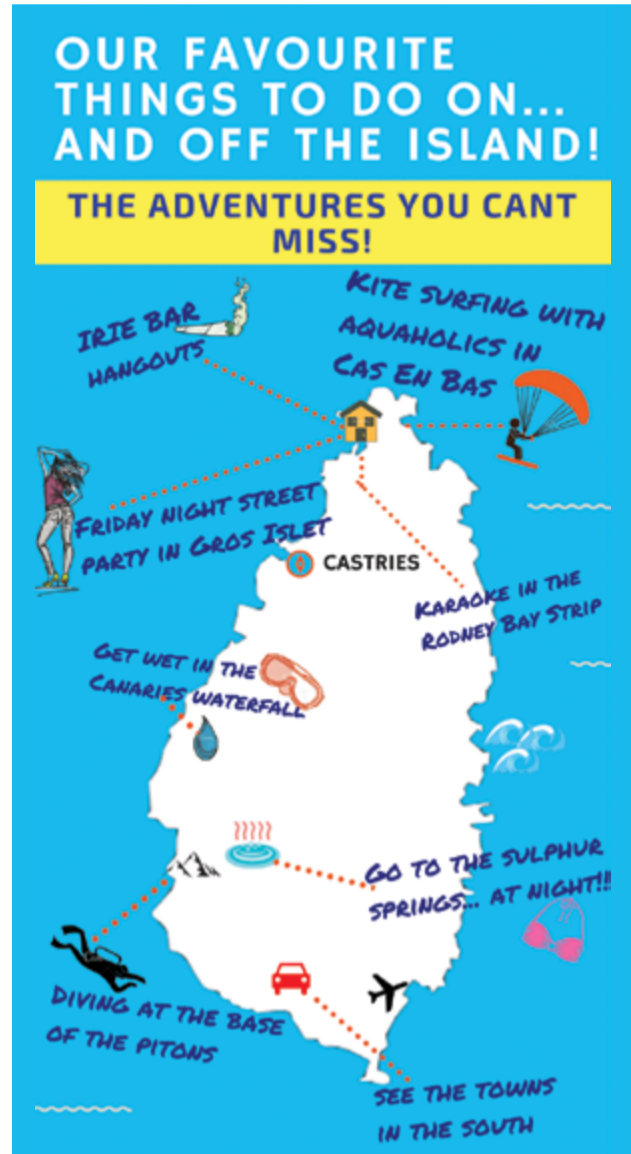 OUR FAVOURITE
THINGS TO DO ON...
AND OFF THE ISLAND!
THE ADVENTURES YOU CANT
MISS!
IRIE BAR
HANGOUTS
KITE SURFING WITH
AQUAHOLICS IN
CAS EN BAS
FRIDAY NIGHT STREET
PARTY IN GROS ISLET
CASTRIES
KARAOKE IN THE
RODNEY BAY STRIP
GET WET IN THE
CANARIES WATERFALL
GO TO THE SULPHUR
SPRINGS... AT NIGHT!!!
DIVING AT THE BASE
OF THE PITONS
SEE THE TOWNS
IN THE SOUTH